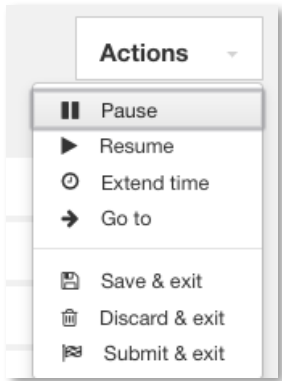 Actions
Pause
Resume
Extend time
Go to
Save & exit
Discard & exit
Submit & exit